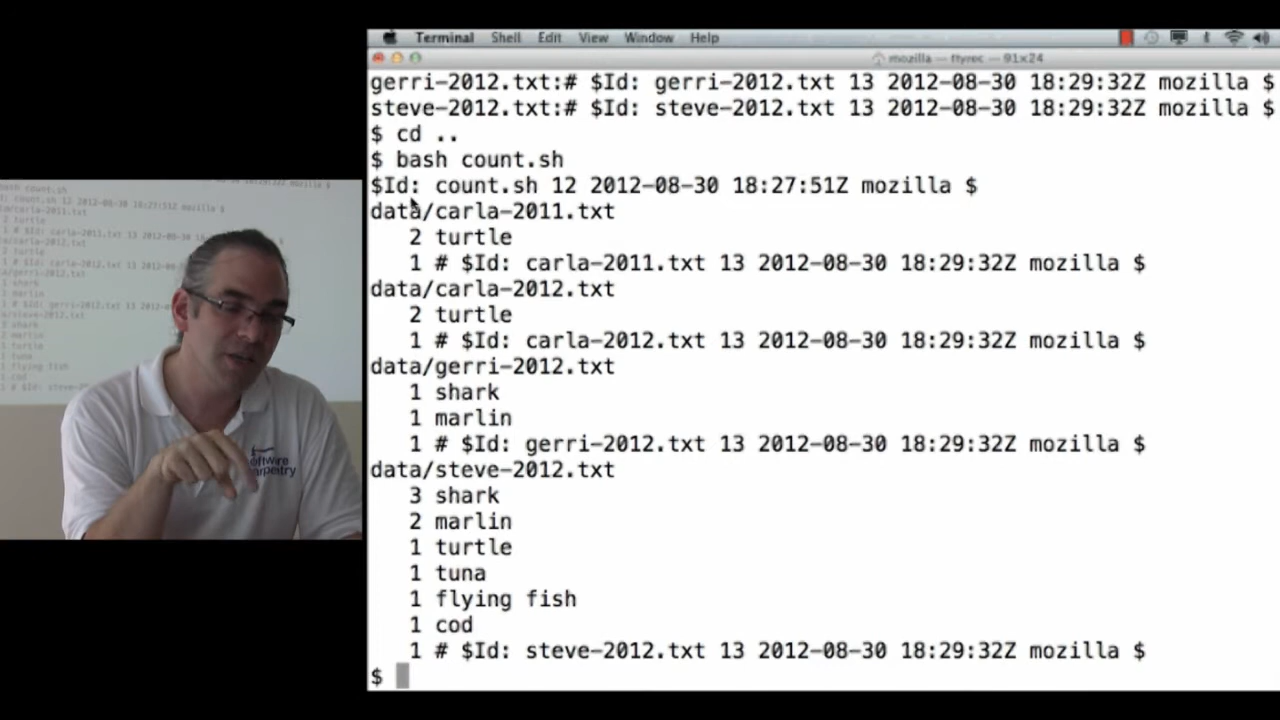 Terminal Shell Edit View Window Help
mozilla — ttyrec — 91×24
gerri-2012.txt:# $Id: gerri-2012.txt 13 2012-08-30 18:29:32Z mozilla $
steve-2012.txt:# $Id: steve-2012.txt 13 2012-08-30 18:29:32Z mozilla $
$ cd ..
$ bash count.sh
$Id: count.sh 12 2012-08-30 18:27:51Z mozilla $
data/carla-2011.txt
2 turtle
1 # $Id: carla-2011.txt 13 2012-08-30 18:29:32Z mozilla $
data/carla-2012.txt
2 turtle
1 # $Id: carla-2012.txt 13 2012-08-30 18:29:32Z mozilla $
data/gerri-2012.txt
1 shark
1 marlin
1 # $Id: gerri-2012.txt 13 2012-08-30 18:29:32Z mozilla $
data/steve-2012.txt
3 shark
2 marlin
1 turtle
1 tuna
1 flying fish
1 cod
1 # $Id: steve-2012.txt 13 2012-08-30 18:29:32Z mozilla $
$